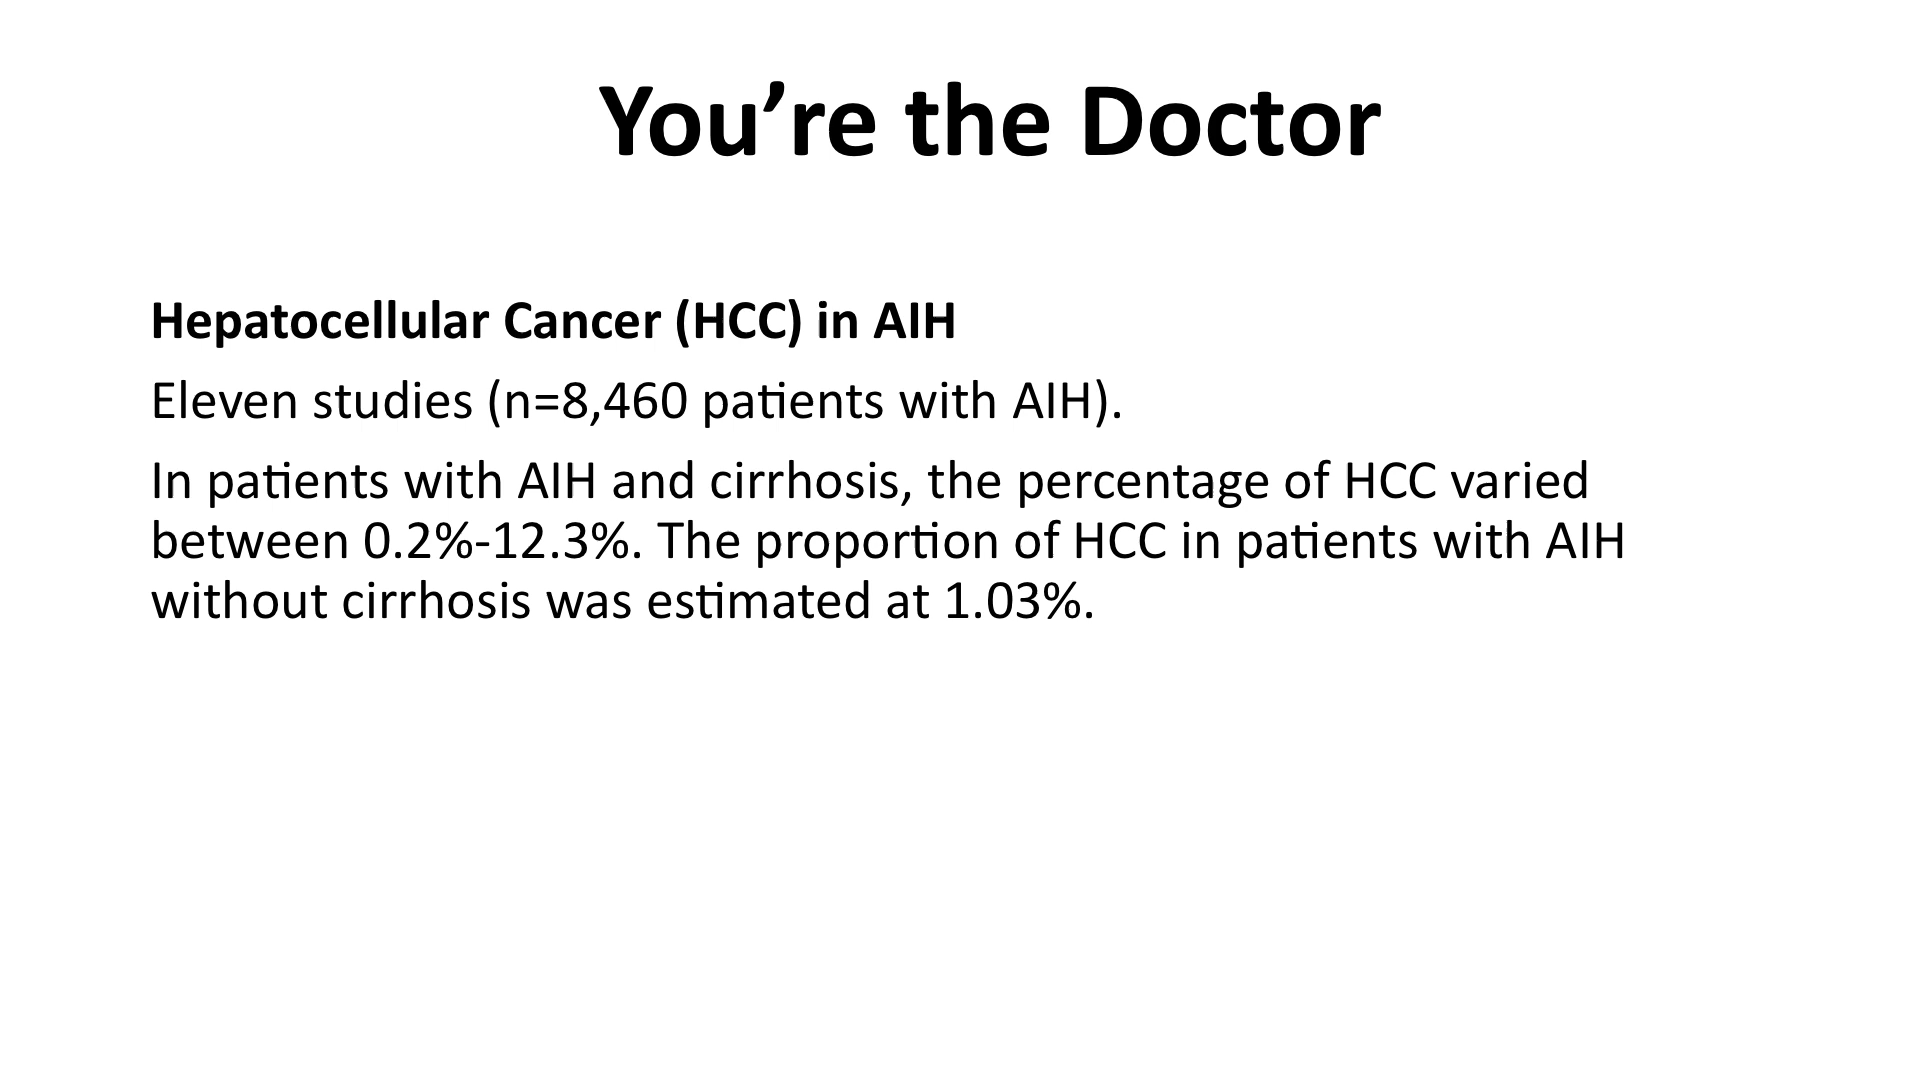 You’re the Doctor
Hepatocellular Cancer (HCC) in AIH
Eleven studies (n=8,460 patients with AIH).
In patients with AIH and cirrhosis, the percentage of HCC varied
between 0.2%-12.3%. The proportion of HCC in patients with AIH
without cirrhosis was estimated at 1.03%.